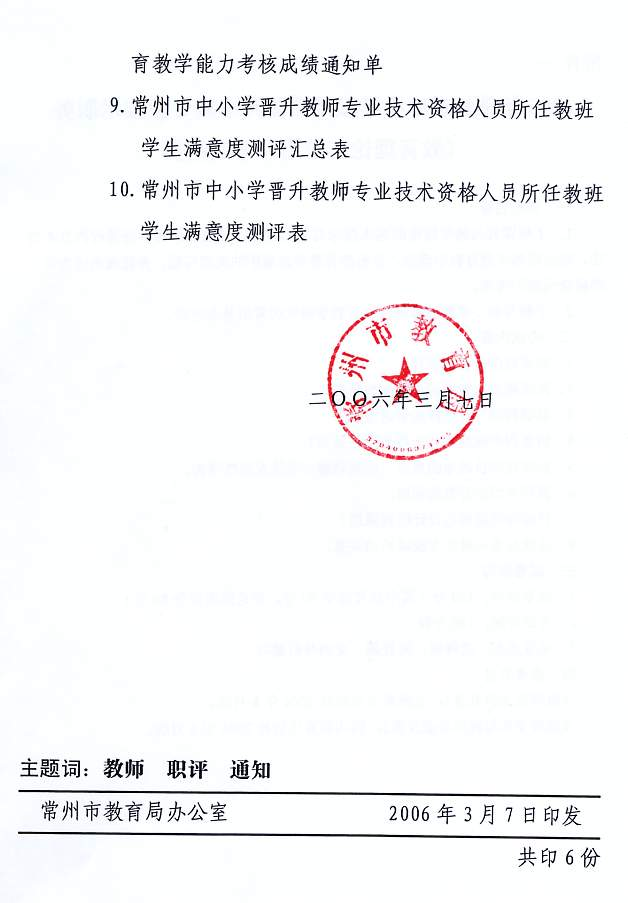 育教学能力考核成绩通知单
9. 常州市中小学晋升教师专业技术资格人员所任教班
学生满意度测评汇总表
10. 常州市中小学晋升教师专业技术资格人员所任教班
学生满意度测评表
常州市教育局
二〇〇六年三月七日
主题词：教师 职评 通知
常州市教育局办公室 2006 年 3 月 7 日印发
共印 6 份